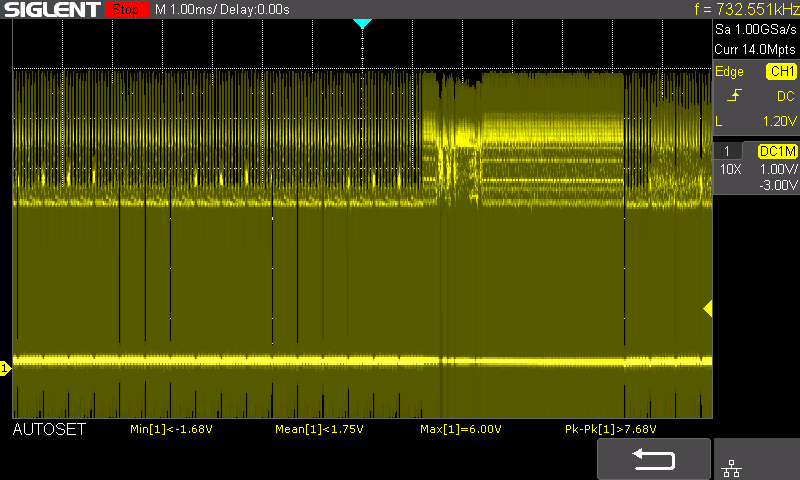 SIGLENT Stop M 1.00ms/ Delay:0.00s f = 732.551kHz
Sa 1.00GSa/s
Curr 14.0Mpts
Edge CH1
DC
L 1.20V
1 DC1M
10X 1.00V/
-3.00V
1
AUTOSET Min[1]<-1.68V Mean[1]<1.75V Max[1]=6.00V Pk-Pk[1]>7.68V